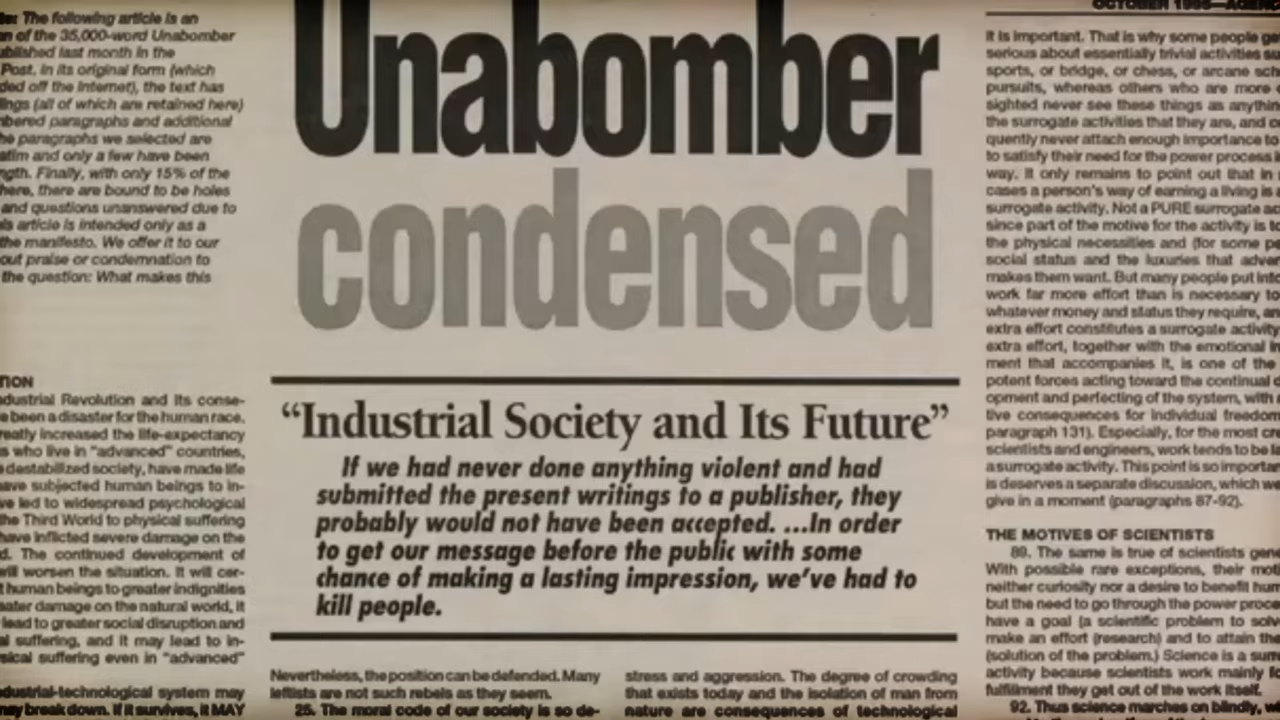 The following article is an
of the 35,000-word Unabomber
published last month in the
Post. In its original form (which
off the Internet), the text has
(all of which are retained here)
paragraphs and additional
paragraphs we selected are
and only a few have been
Finally, with only 15% of the
here, there are bound to be holes
and questions unanswered due to
article is intended only as a
the manifesto. We offer it to our
out praise or condemnation to
the question: What makes this
TION
dustrial Revolution and its conse-
been a disaster for the human race.
reatly increased the life-expectancy
who live in "advanced" countries,
destabilized society, have made life
have subjected human beings to in-
ve led to widespread psychological
the Third World to physical suffering
have inflicted severe damage on the
d. The continued development of
will worsen the situation. It will cer-
human beings to greater indignities
eater damage on the natural world, it
lead to greater social disruption and
al suffering, and it may lead to in-
sical suffering even in "advanced"
dustrial-technological system may
may break down. If it survives, it MAY
Unabomber
condensed
“Industrial Society and Its Future”
If we had never done anything violent and had
submitted the present writings to a publisher, they
probably would not have been accepted. ...In order
to get our message before the public with some
chance of making a lasting impression, we’ve had to
kill people.
Nevertheless, the position can be defended. Many
leftists are not such rebels as they seem.
25. The moral code of our society is so de-
stress and aggression. The degree of crowding
that exists today and the isolation of man from
nature are consequences of technological
OCTOBER 1995—AGENDA
it is important. That is why some people ge
serious about essentially trivial activities su
sports, or bridge, or chess, or arcane sch
pursuits, whereas others who are more
sighted never see these things as anythin
the surrogate activities that they are, and co
quently never attach enough importance to
to satisfy their need for the power process i
way. It only remains to point out that in
cases a person's way of earning a living is
surrogate activity. Not a PURE surrogate ac
since part of the motive for the activity is to
the physical necessities and (for some pe
social status and the luxuries that adver
makes them want. But many people put into
work far more effort than is necessary to
whatever money and status they require, an
extra effort constitutes a surrogate activity
extra effort, together with the emotional in
ment that accompanies it, is one of the
potent forces acting toward the continual d
opment and perfecting of the system, with
tive consequences for individual freedom
paragraph 131). Especially, for the most cre
scientists and engineers, work tends to be la
a surrogate activity. This point is so importan
is deserves a separate discussion, which we
give in a moment (paragraphs 87-92).
THE MOTIVES OF SCIENTISTS
89. The same is true of scientists gene
With possible rare exceptions, their moti
neither curiosity nor a desire to benefit hum
but the need to go through the power proce
have a goal (a scientific problem to solv
make an effort (research) and to attain the
(solution of the problem.) Science is a surr
activity because scientists work mainly fo
fulfillment they get out of the work itself.
92. Thus science marches on blindly, wi